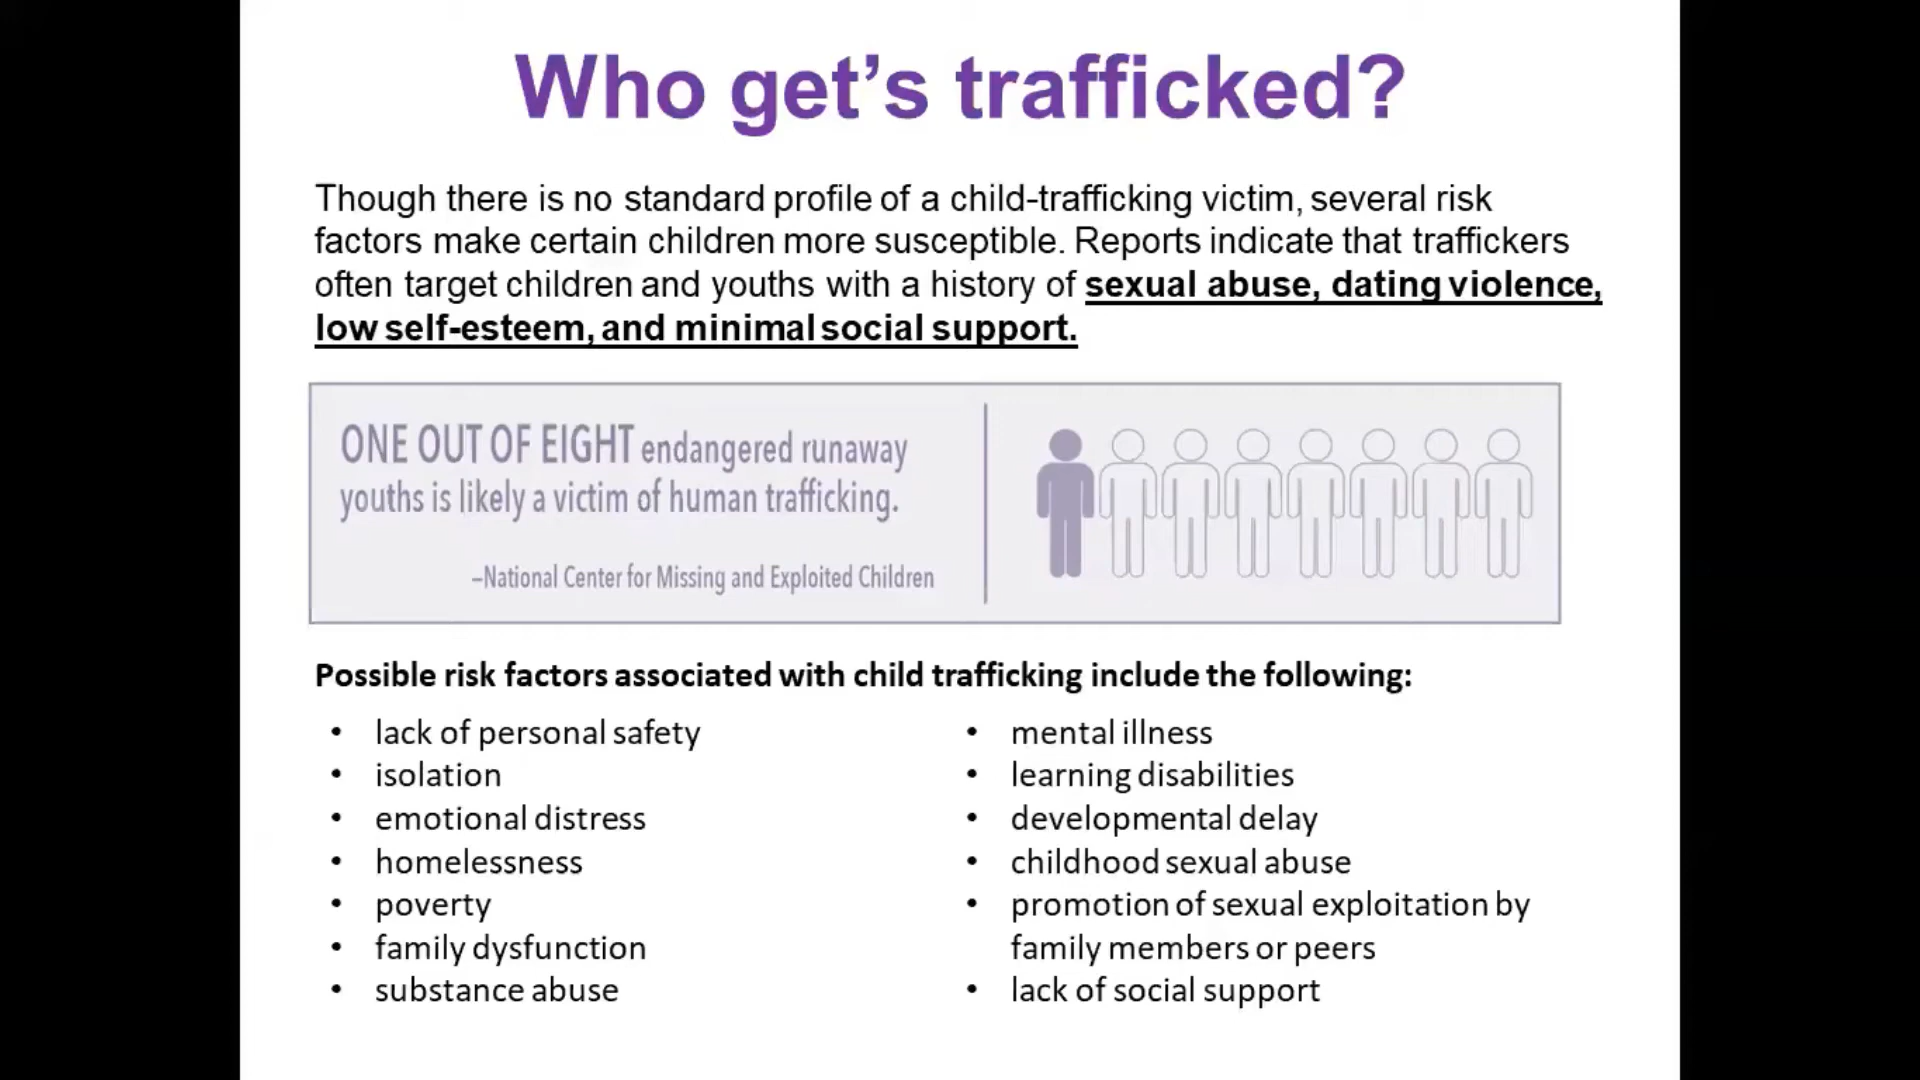 Who get’s trafficked?
Though there is no standard profile of a child-trafficking victim, several risk
factors make certain children more susceptible. Reports indicate that traffickers
often target children and youths with a history of sexual abuse, dating violence,
low self-esteem, and minimal social support.
ONE OUT OF EIGHT endangered runaway
youths is likely a victim of human trafficking.
–National Center for Missing and Exploited Children
Possible risk factors associated with child trafficking include the following:
• lack of personal safety
• isolation
• emotional distress
• homelessness
• poverty
• family dysfunction
• substance abuse
• mental illness
• learning disabilities
• developmental delay
• childhood sexual abuse
• promotion of sexual exploitation by
family members or peers
• lack of social support